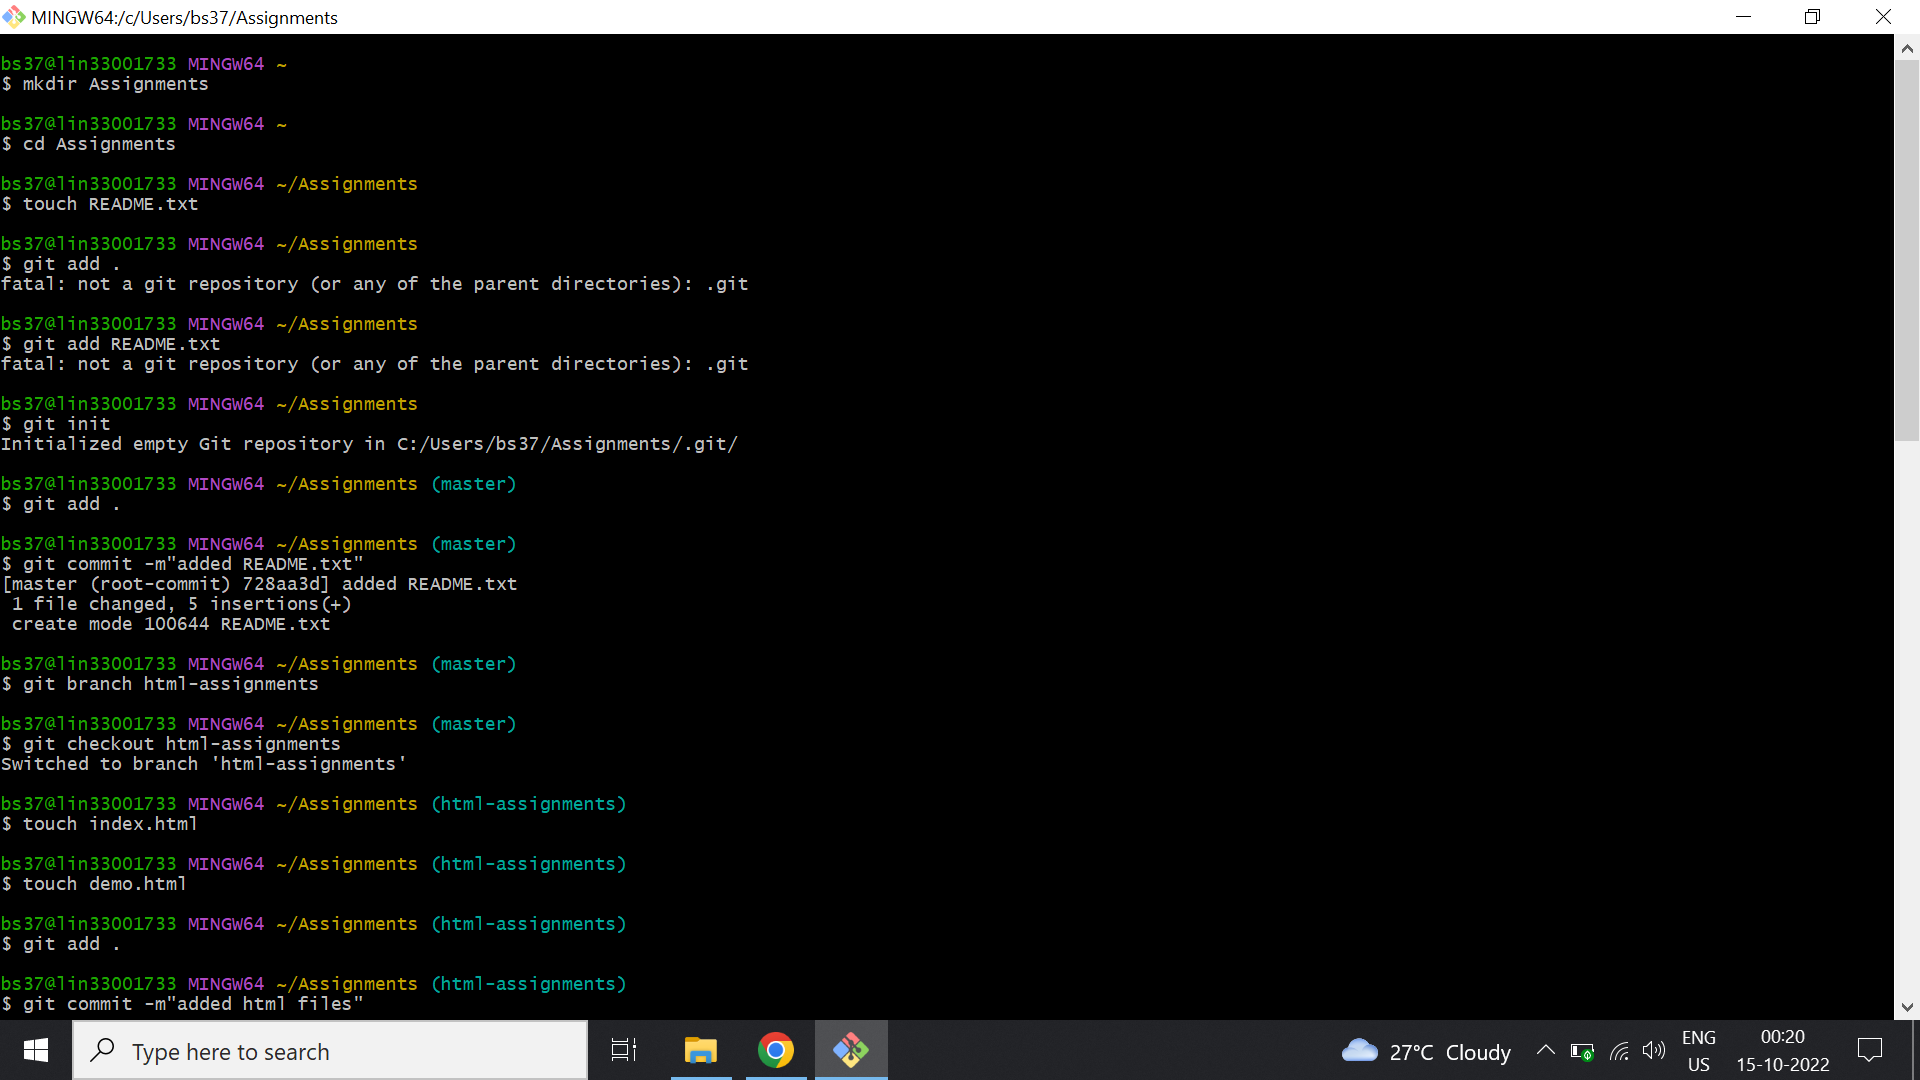 MINGW64:/c/Users/bs37/Assignments
bs37@lin33001733 MINGW64 ~
$ mkdir Assignments
bs37@lin33001733 MINGW64 ~
$ cd Assignments
bs37@lin33001733 MINGW64 ~/Assignments
$ touch README.txt
bs37@lin33001733 MINGW64 ~/Assignments
$ git add .
fatal: not a git repository (or any of the parent directories): .git
bs37@lin33001733 MINGW64 ~/Assignments
$ git add README.txt
fatal: not a git repository (or any of the parent directories): .git
bs37@lin33001733 MINGW64 ~/Assignments
$ git init
Initialized empty Git repository in C:/Users/bs37/Assignments/.git/
bs37@lin33001733 MINGW64 ~/Assignments (master)
$ git add .
bs37@lin33001733 MINGW64 ~/Assignments (master)
$ git commit -m"added README.txt"
[master (root-commit) 728aa3d] added README.txt
1 file changed, 5 insertions(+)
create mode 100644 README.txt
bs37@lin33001733 MINGW64 ~/Assignments (master)
$ git branch html-assignments
bs37@lin33001733 MINGW64 ~/Assignments (master)
$ git checkout html-assignments
Switched to branch 'html-assignments'
bs37@lin33001733 MINGW64 ~/Assignments (html-assignments)
$ touch index.html
bs37@lin33001733 MINGW64 ~/Assignments (html-assignments)
$ touch demo.html
bs37@lin33001733 MINGW64 ~/Assignments (html-assignments)
$ git add .
bs37@lin33001733 MINGW64 ~/Assignments (html-assignments)
$ git commit -m"added html files"
Type here to search
27°C Cloudy
ENG
US
00:20
15-10-2022